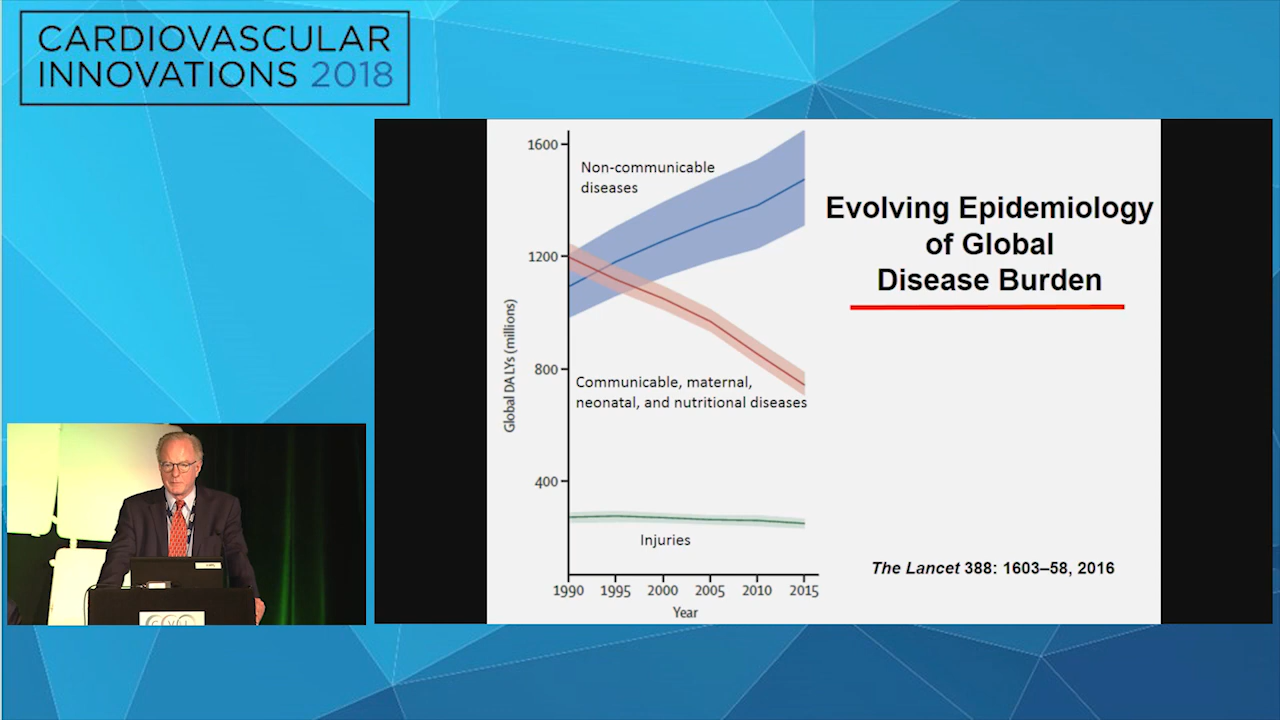 CARDIOVASCULAR
INNOVATIONS 2018
1600
1200
800
400
Global DALYs (millions)
Non-communicable
diseases
Communicable, maternal,
neonatal, and nutritional diseases
Injuries
1990 1995 2000 2005 2010 2015
Year
Evolving Epidemiology
of Global
Disease Burden
The Lancet 388: 1603–58, 2016